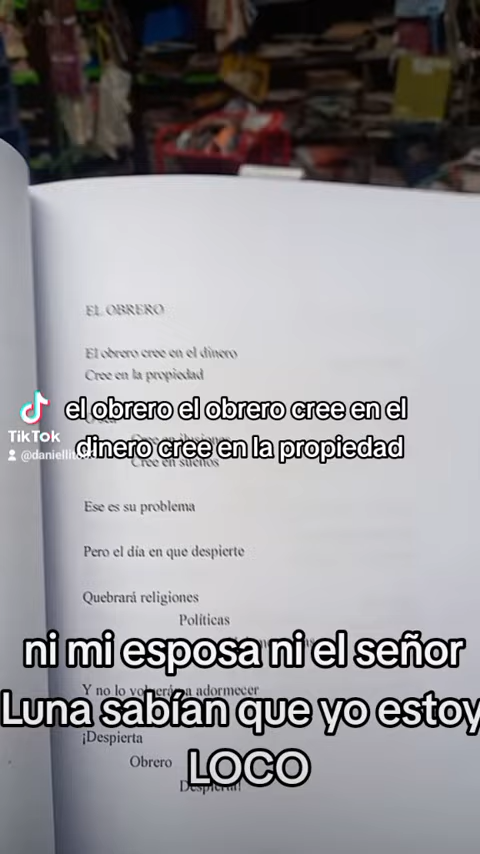 EL OBRERO
El obrero cree en el dinero
Cree en la propiedad
el obrero el obrero cree en el
dinero cree en la propiedad
Cree en ilusiones
Cree en sueños
TikTok
Ese es su problema
Pero el día en que despierte
Quebrará religiones
Políticas
ni mi esposa ni el señor
Luna sabían que yo estoy
LOCO
Y no lo volverán a adormecer
¡Despierta
Obrero
Despierta!